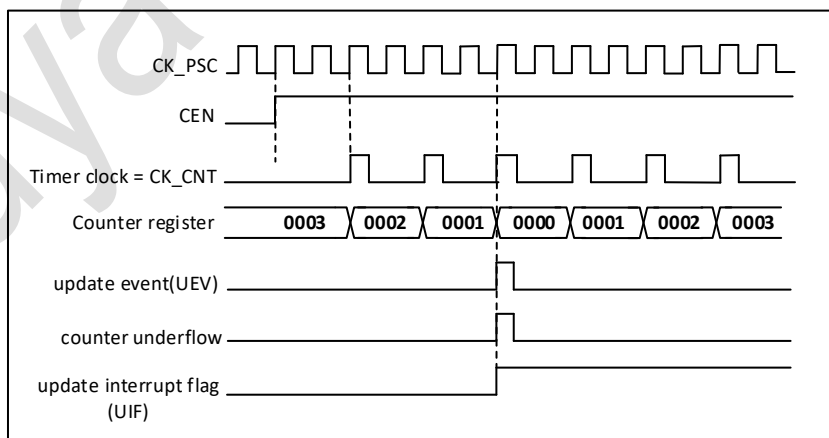 CK_PSC
CEN
Timer clock = CK_CNT
Counter register 0003 0002 0001 0000 0001 0002 0003
update event(UEV)
counter underflow
update interrupt flag
(UIF)